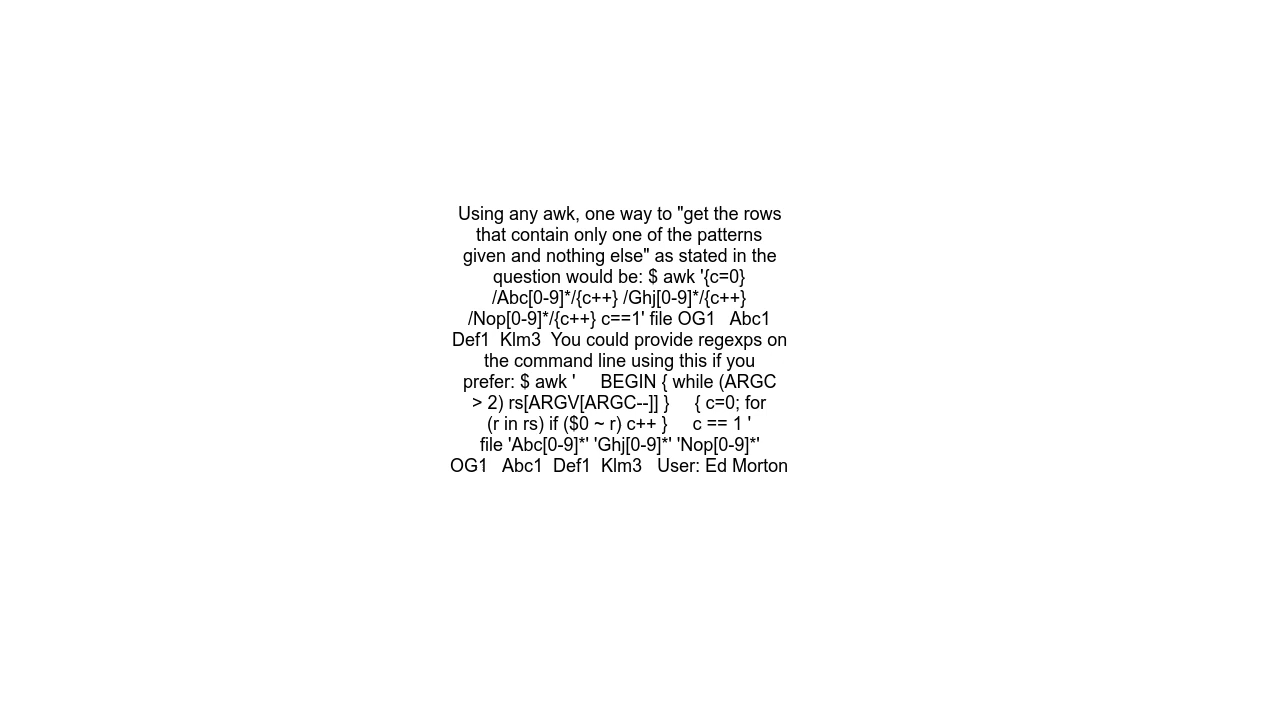 Using any awk, one way to "get the rows
that contain only one of the patterns
given and nothing else" as stated in the
question would be: $ awk '{c=0}
/Abc[0-9]*/{c++} /Ghj[0-9]*/{c++}
/Nop[0-9]*/{c++} c==1' file OG1   Abc1
Def1  Klm3  You could provide regexps on
the command line using this if you
prefer: $ awk '     BEGIN { while (ARGC
> 2) rs[ARGV[ARGC--]] }     { c=0; for
(r in rs) if ($0 ~ r) c++ }     c == 1 '
file 'Abc[0-9]*' 'Ghj[0-9]*' 'Nop[0-9]*'
OG1   Abc1  Def1  Klm3   User: Ed Morton